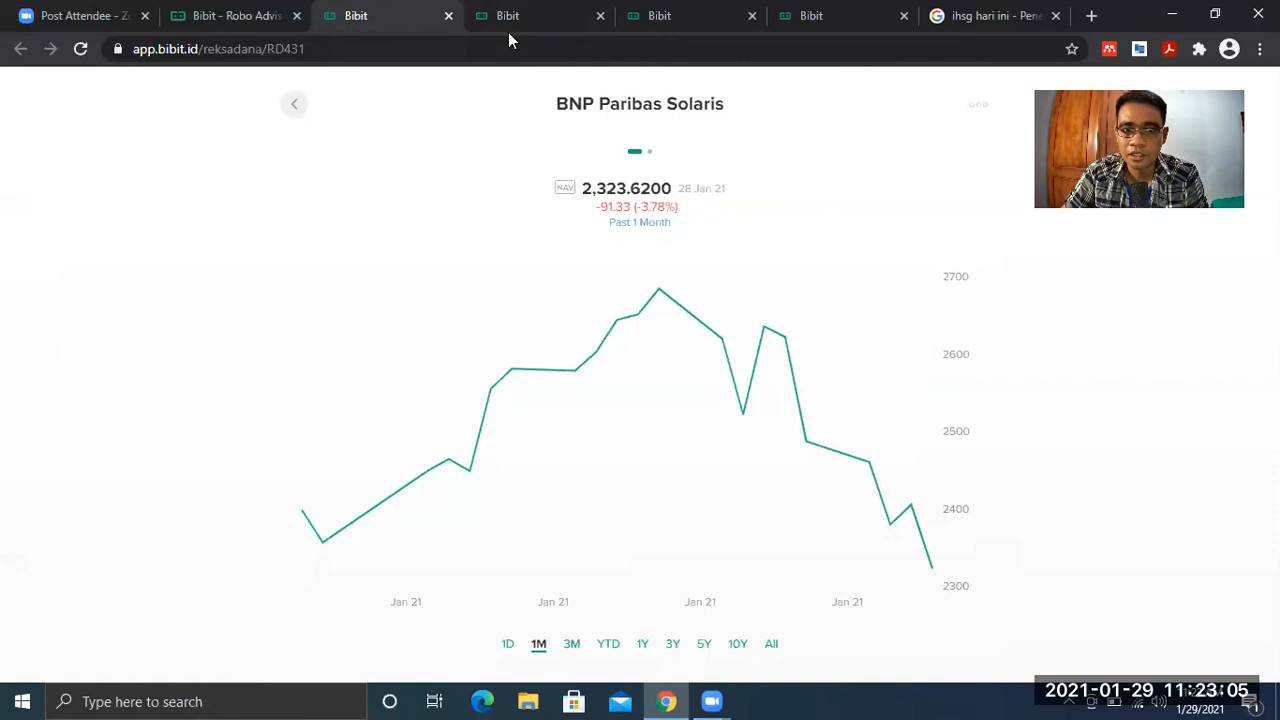 Post Attendee - Zo
Bibit - Robo Advis
Bibit
Bibit
Bibit
Bibit
ihsg hari ini - Pene
app.bibit.id/reksadana/RD431
BNP Paribas Solaris
NAV 2,323.6200 28 Jan 21
-91.33 (-3.78%)
Past 1 Month
2700
2600
2500
2400
2300
Jan 21 Jan 21 Jan 21 Jan 21
1D 1M 3M YTD 1Y 3Y 5Y 10Y All
Type here to search
2021-01-29 11:23:05
1/29/2021